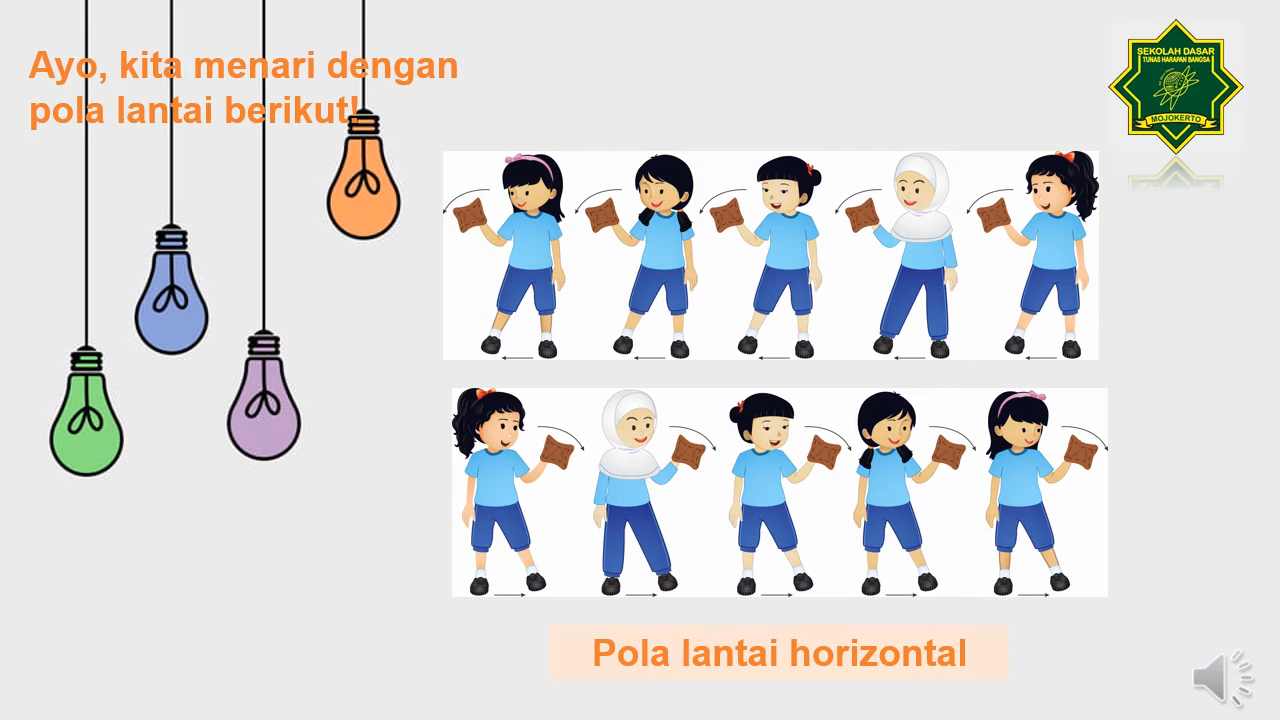 Ayo, kita menari dengan
pola lantai berikut!
SEKOLAH DASAR
TUNAS HARAPAN BANGSA
MOJOKERTO
Pola lantai horizontal